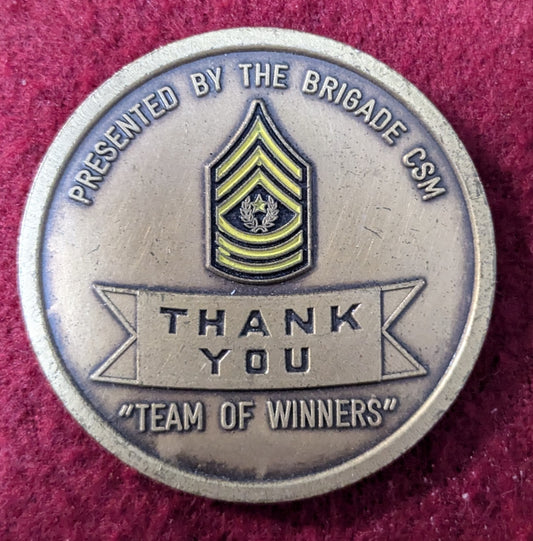 PRESENTED BY THE BRIGADE CSM
THANK
YOU
"TEAM OF WINNERS"